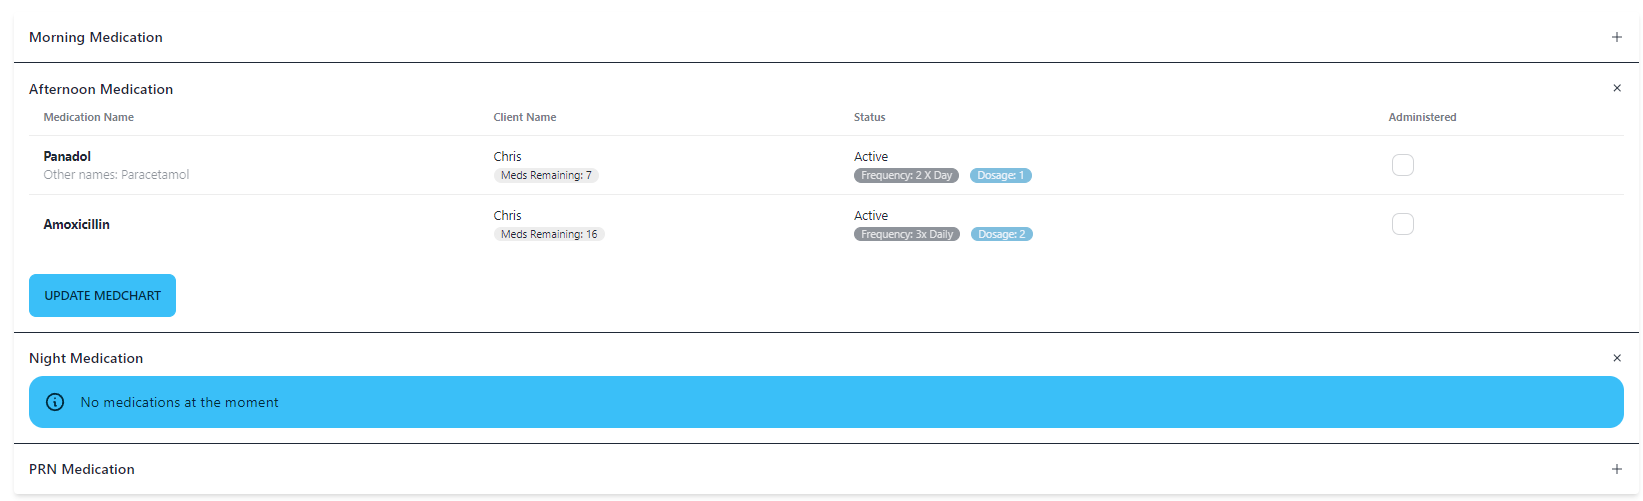 Morning Medication
Afternoon Medication
Medication Name Client Name Status Administered
Panadol Chris Active
Other names: Paracetamol Meds Remaining: 7 Frequency: 2 X Day Dosage: 1
Amoxicillin Chris Active
Meds Remaining: 16 Frequency: 3x Daily Dosage: 2
UPDATE MEDCHART
Night Medication
No medications at the moment
PRN Medication